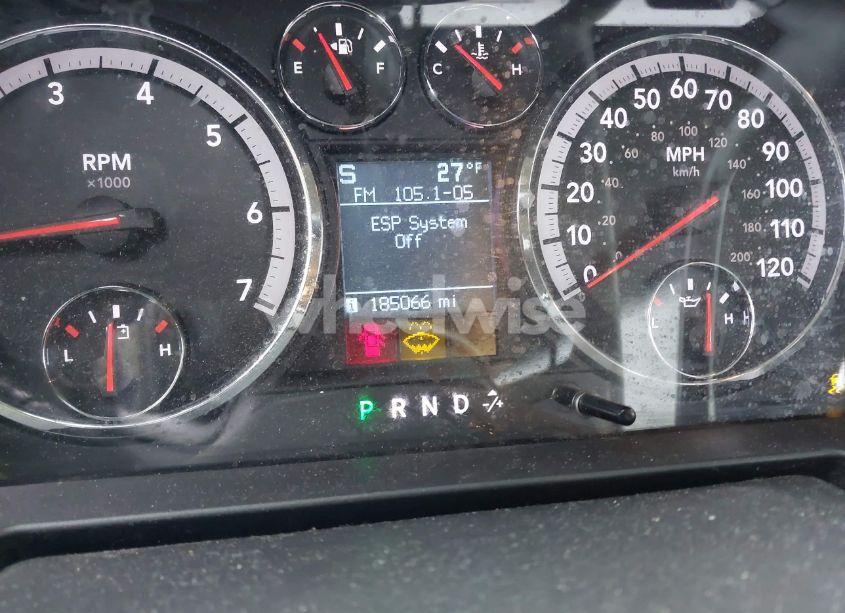 3 4 5 6 7
RPM
×1000
L H
E F
C H
S 27°F
FM 105.1-05
ESP System
Off
185066 mi
P R N D -/+
0 10 20 30 40 50 60 70 80 90 100 110 120
0 20 40 60 80 100 120 140 160 180 200
MPH
km/h
L H
wheelwise